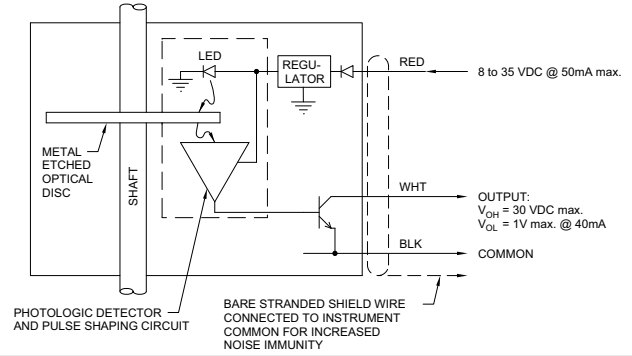 LED
REGU-
LATOR
RED
8 to 35 VDC @ 50mA max.
METAL
ETCHED
OPTICAL
DISC
SHAFT
WHT
OUTPUT:
VOH = 30 VDC max.
VOL = 1V max. @ 40mA
BLK
COMMON
PHOTOLOGIC DETECTOR
AND PULSE SHAPING CIRCUIT
BARE STRANDED SHIELD WIRE
CONNECTED TO INSTRUMENT
COMMON FOR INCREASED
NOISE IMMUNITY